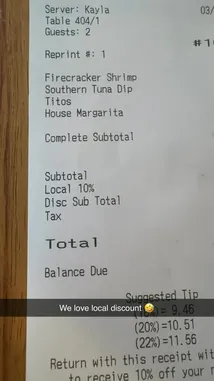 Server: Kayla 03/
Table 404/1
Guests: 2
#1
Reprint #: 1
Firecracker Shrimp
Southern Tuna Dip
Titos
House Margarita
Complete Subtotal
Subtotal
Local 10%
Disc Sub Total
Tax
Total
Balance Due
We love local discount 🤣
Suggested Tip
=9.46
(20%)=10.51
(22%)=11.56
Return with this receipt wit
to receive 10% off your